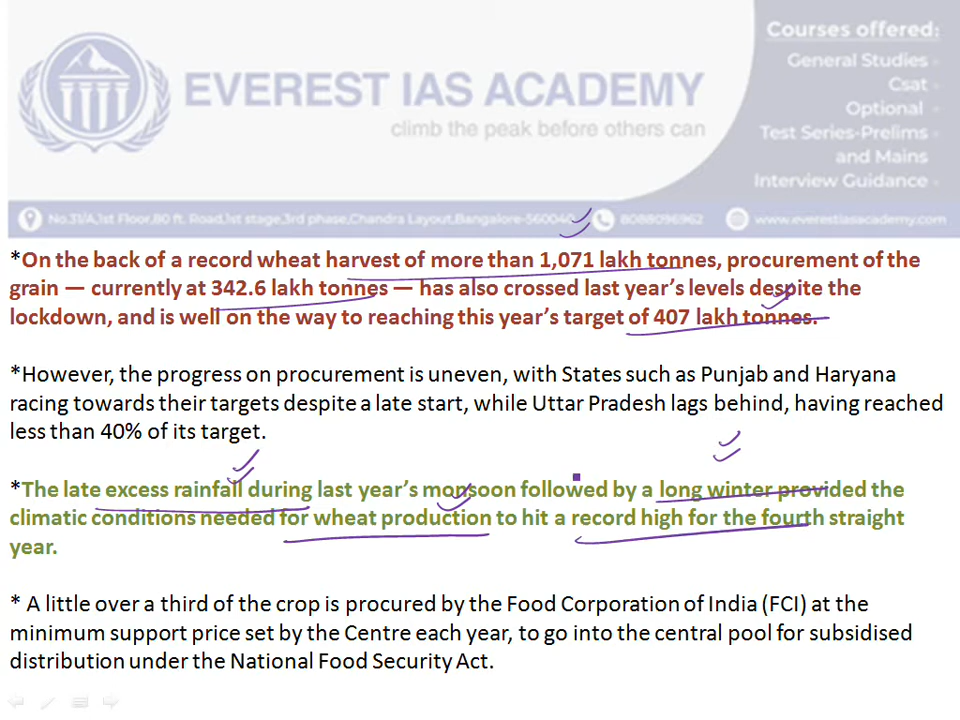 Courses offered:
General Studies
Csat
EVEREST IAS ACADEMY
Optional
climb the peak before others can
Test Series-Prelims
and Mains
Interview Guidance
No.31/A,1st Floor,80 ft. Road,1st stage,3rd phase,Chandra Layout,Bangalore-560040 8088096962 www.everestiasacademy.com
*On the back of a record wheat harvest of more than 1,071 lakh tonnes, procurement of the
grain — currently at 342.6 lakh tonnes — has also crossed last year’s levels despite the
lockdown, and is well on the way to reaching this year’s target of 407 lakh tonnes.
*However, the progress on procurement is uneven, with States such as Punjab and Haryana
racing towards their targets despite a late start, while Uttar Pradesh lags behind, having reached
less than 40% of its target.
*The late excess rainfall during last year’s monsoon followed by a long winter provided the
climatic conditions needed for wheat production to hit a record high for the fourth straight
year.
* A little over a third of the crop is procured by the Food Corporation of India (FCI) at the
minimum support price set by the Centre each year, to go into the central pool for subsidised
distribution under the National Food Security Act.